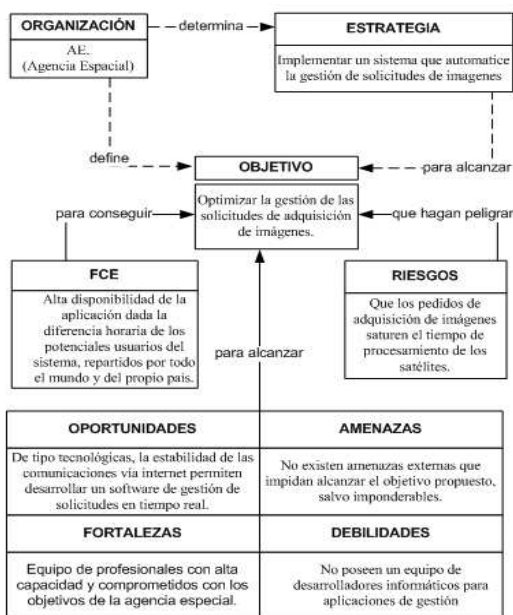 ORGANIZACIÓN
AE.
(Agencia Espacial)
determina
ESTRATEGIA
Implementar un sistema que automatice
la gestión de solicitudes de imagenes
define
OBJETIVO
para alcanzar
Optimizar la gestión de las
solicitudes de adquisición
de imágenes.
para conseguir
que hagan peligrar
FCE
Alta disponibilidad de la
aplicación dada la
diferencia horaria de los
potenciales usuarios del
sistema, repartidos por todo
el mundo y del propio país.
RIESGOS
Que los pedidos de
adquisición de imágenes
saturen el tiempo de
procesamiento de los
satélites.
para alcanzar
OPORTUNIDADES
De tipo tecnológicas, la estabilidad de las
comunicaciones vía internet permiten
desarrollar un software de gestión de
solicitudes en tiempo real.
AMENAZAS
No existen amenazas externas que
impidan alcanzar el objetivo propuesto,
salvo imponderables.
FORTALEZAS
Equipo de profesionales con alta
capacidad y comprometidos con los
objetivos de la agencia especial.
DEBILIDADES
No poseen un equipo de
desarrolladores informáticos para
aplicaciones de gestión